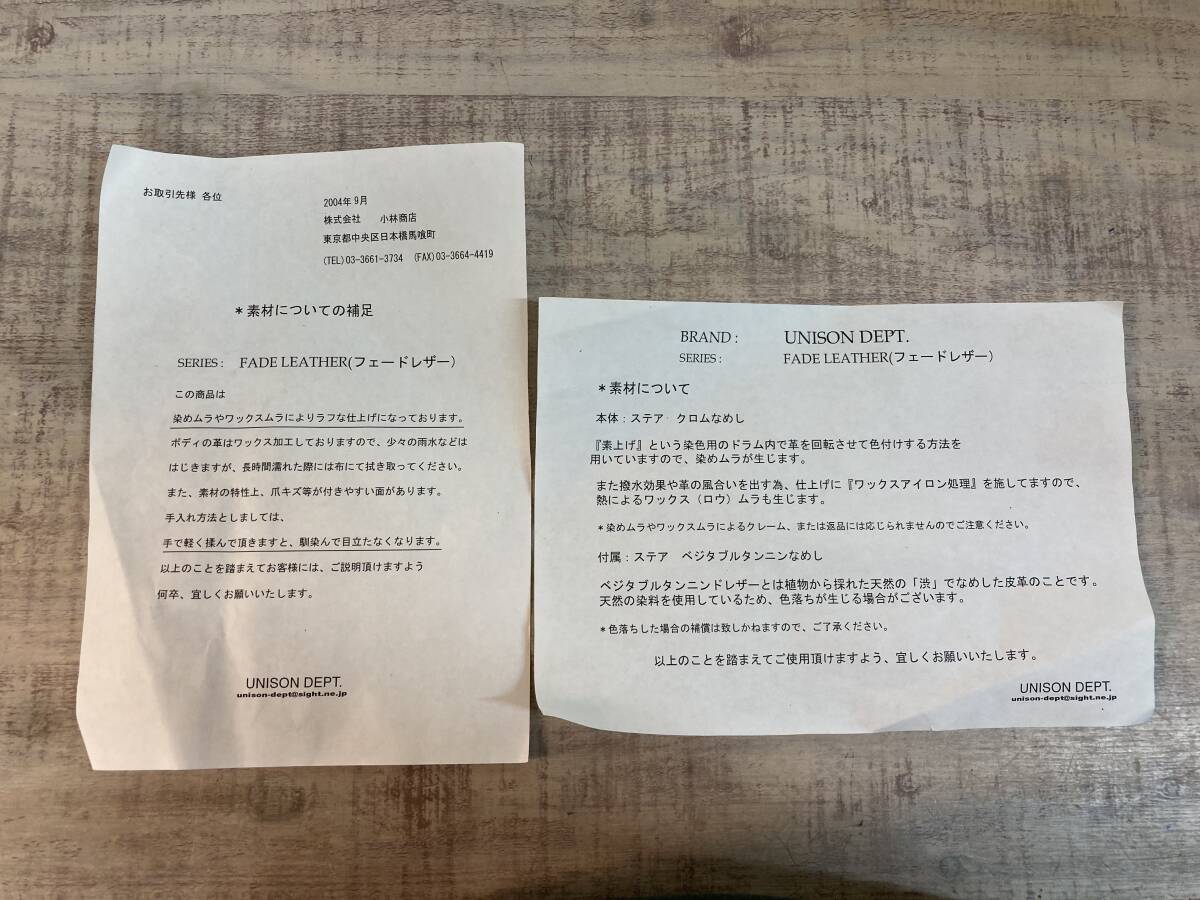 お取引先様 各位
2004年 9月
株式会社 小林商店
東京都中央区日本橋馬喰町
(TEL)03-3661-3734 (FAX)03-3664-4419
＊素材についての補足
SERIES : FADE LEATHER(フェードレザー)
この商品は
染めムラやワックスムラによりラフな仕上げになっております。
ボディの革はワックス加工しておりますので、少々の雨水などは
はじきますが、長時間濡れた際には布にて拭き取ってください。
また、素材の特性上、爪キズ等が付きやすい面があります。
手入れ方法としましては、
手で軽く揉んで頂きますと、馴染んで目立たなくなります。
以上のことを踏まえてお客様には、ご説明頂けますよう
何卒、宜しくお願いいたします。
UNISON DEPT.
unison-dept@sight.ne.jp
BRAND : UNISON DEPT.
SERIES : FADE LEATHER(フェードレザー)
＊素材について
本体：ステア クロムなめし
『素上げ』という染色用のドラム内で革を回転させて色付けする方法を
用いていますので、染めムラが生じます。
また撥水効果や革の風合いを出す為、仕上げに『ワックスアイロン処理』を施してますので、
熱によるワックス（ロウ）ムラも生じます。
＊染めムラやワックスムラによるクレーム、または返品には応じられませんのでご注意ください。
付属：ステア ベジタブルタンニンなめし
ベジタブルタンニンドレザーとは植物から採れた天然の「渋」でなめした皮革のことです。
天然の染料を使用しているため、色落ちが生じる場合がございます。
＊色落ちした場合の補償は致しかねますので、ご了承ください。
以上のことを踏まえてご使用頂けますよう、宜しくお願いいたします。
UNISON DEPT.
unison-dept@sight.ne.jp